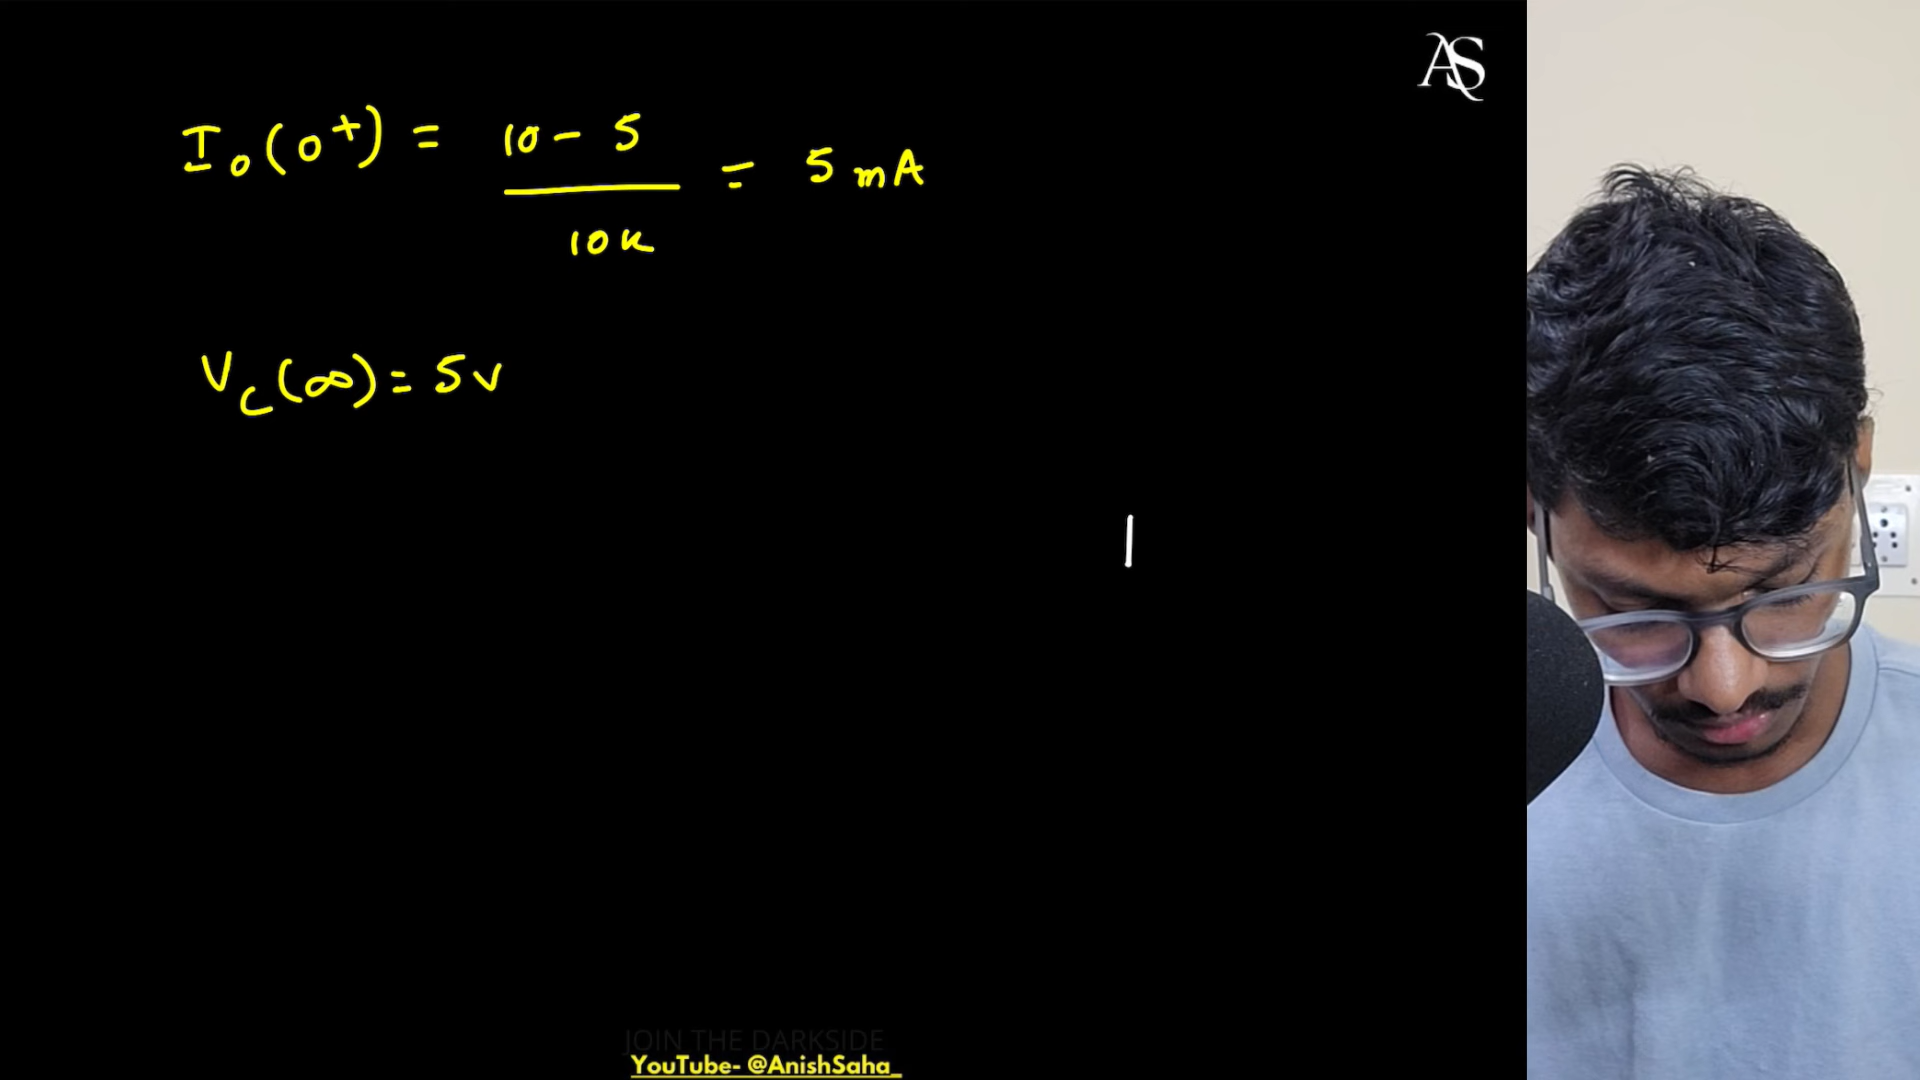 AS
I₀(0⁺) = 10 - 5 / 10k = 5 mA
V_C(∞) = 5v
JOIN THE DARKSIDE
YouTube- @AnishSaha_